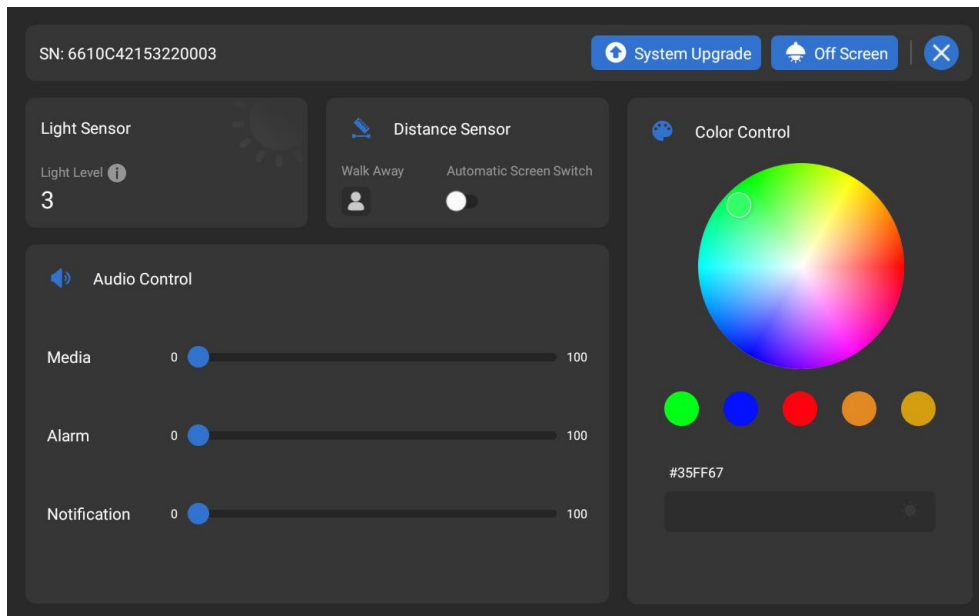 SN: 6610C42153220003
System Upgrade
Off Screen
Light Sensor
Light Level
3
Distance Sensor
Walk Away
Automatic Screen Switch
Color Control
Audio Control
Media 0 100
Alarm 0 100
Notification 0 100
#35FF67